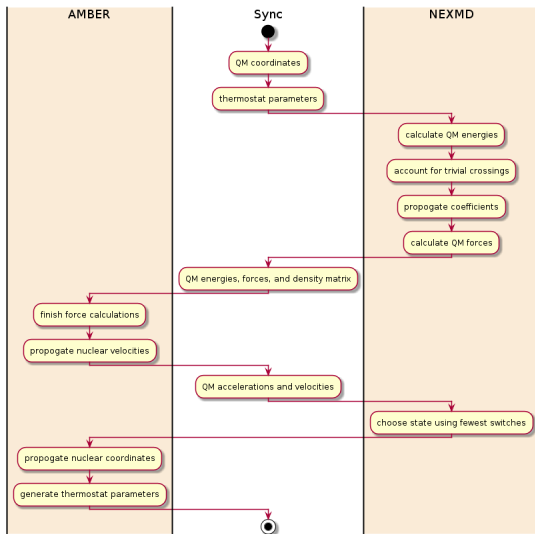 AMBER
Sync
NEXMD
QM coordinates
thermostat parameters
calculate QM energies
account for trivial crossings
propogate coefficients
calculate QM forces
QM energies, forces, and density matrix
finish force calculations
propogate nuclear velocities
QM accelerations and velocities
choose state using fewest switches
propogate nuclear coordinates
generate thermostat parameters